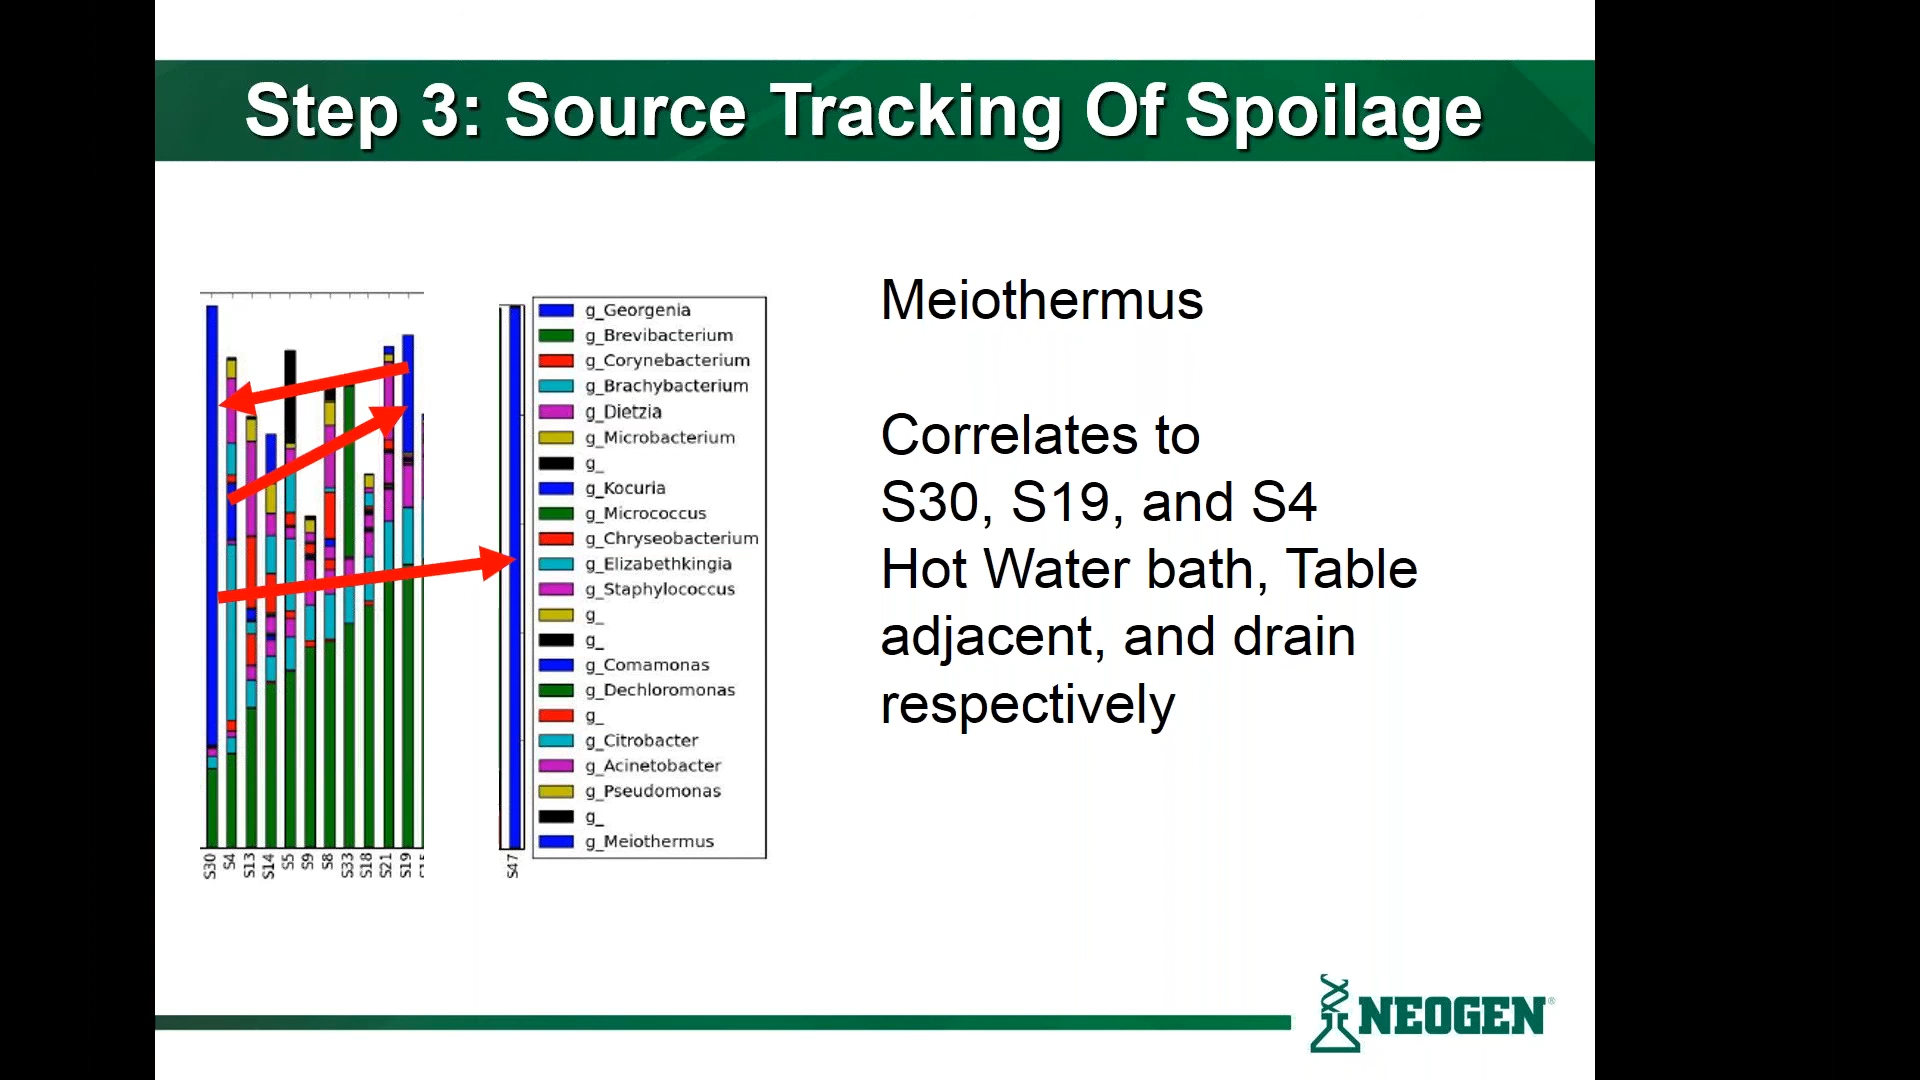 Step 3: Source Tracking Of Spoilage
Meiothermus
Correlates to
S30, S19, and S4
Hot Water bath, Table
adjacent, and drain
respectively
g_Georgenia
g_Brevibacterium
g_Corynebacterium
g_Brachybacterium
g_Dietzia
g_Microbacterium
g_
g_Kocuria
g_Micrococcus
g_Chryseobacterium
g_Elizabethkingia
g_Staphylococcus
g_
g_
g_Comamonas
g_Dechloromonas
g_
g_Citrobacter
g_Acinetobacter
g_Pseudomonas
g_
g_Meiothermus
S30
S4
S13
S14
S5
S9
S8
S33
S18
S21
S19
S47
NEOGEN®